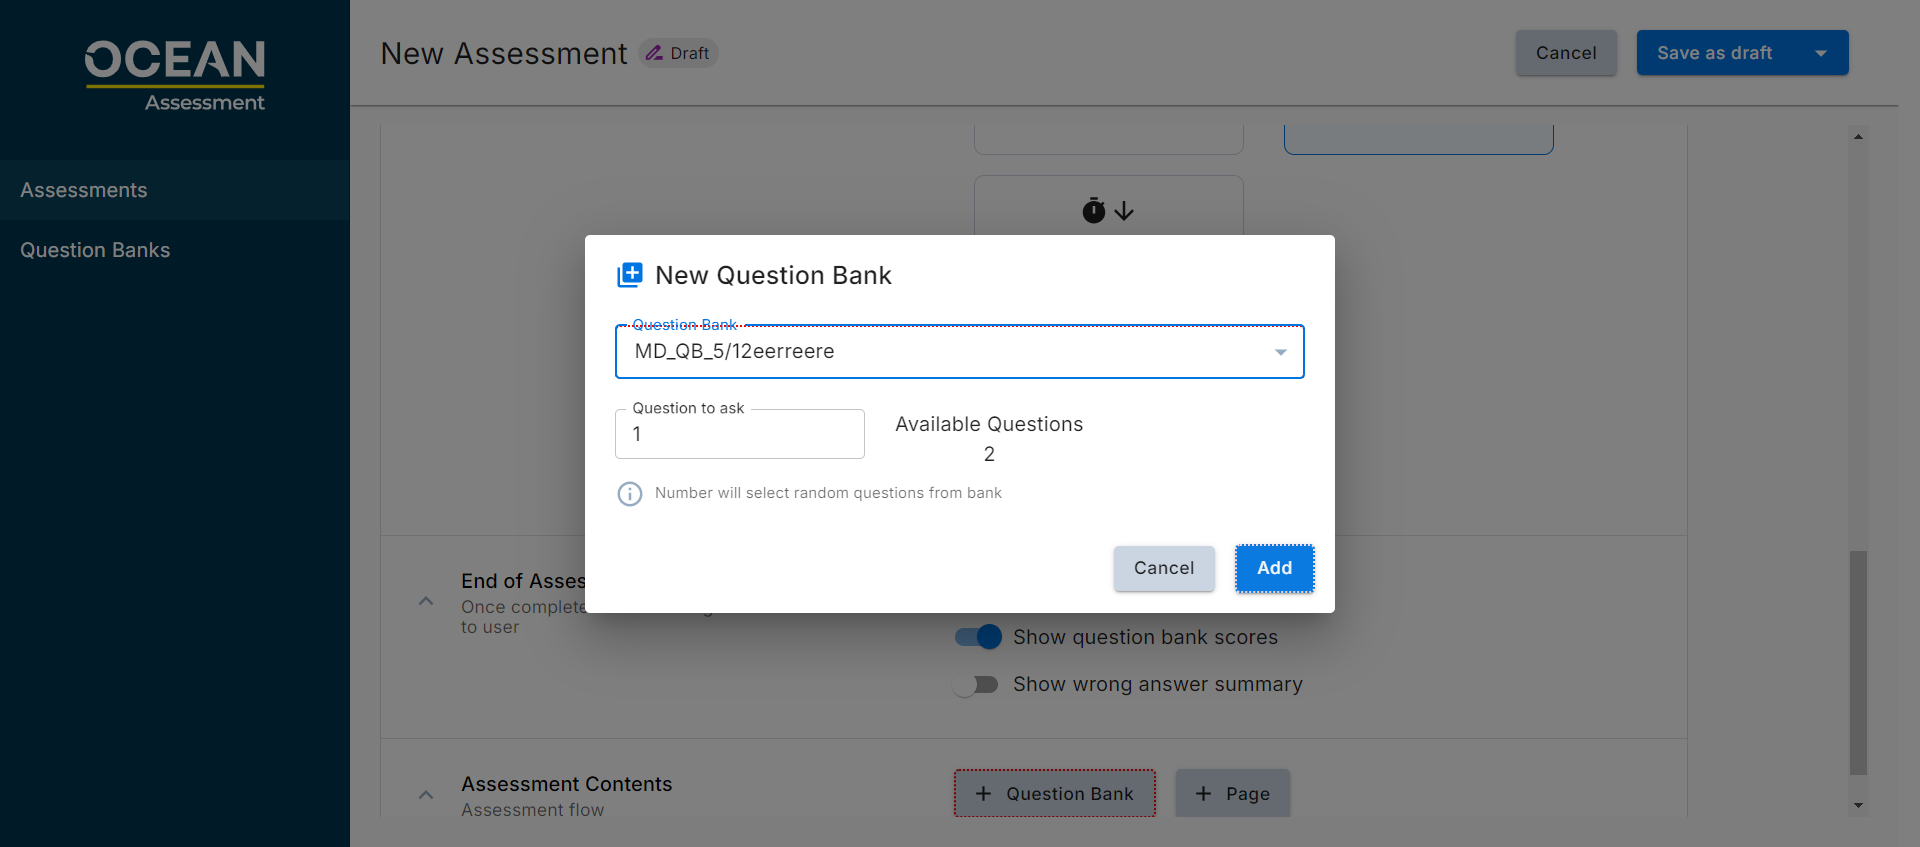 OCEAN
Assessment
Assessments
Question Banks
New Assessment
Draft
Cancel
Save as draft
New Question Bank
Question Bank
MD_QB_5/12eerreere
Question to ask
1
Available Questions
2
Number will select random questions from bank
Cancel
Add
End of Asses
Once complete
to user
Show question bank scores
Show wrong answer summary
Assessment Contents
Assessment flow
Question Bank
Page